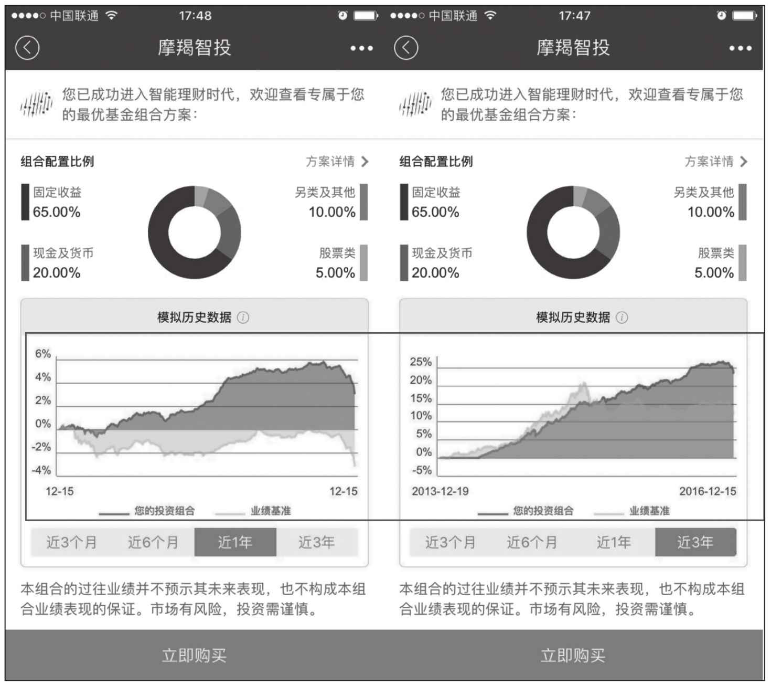 中国联通 17:48
摩羯智投
您已成功进入智能理财时代，欢迎查看专属于您
的最优基金组合方案：
组合配置比例 方案详情
固定收益 另类及其他
65.00% 10.00%
现金及货币 股票类
20.00% 5.00%
模拟历史数据
6%
4%
2%
0%
-2%
-4%
12-15 12-15
您的投资组合 业绩基准
近3个月 近6个月 近1年 近3年
本组合的过往业绩并不预示其未来表现，也不构成本组
合业绩表现的保证。市场有风险，投资需谨慎。
立即购买
中国联通 17:47
摩羯智投
您已成功进入智能理财时代，欢迎查看专属于您
的最优基金组合方案：
组合配置比例 方案详情
固定收益 另类及其他
65.00% 10.00%
现金及货币 股票类
20.00% 5.00%
模拟历史数据
25%
20%
15%
10%
5%
0%
-5%
2013-12-19 2016-12-15
您的投资组合 业绩基准
近3个月 近6个月 近1年 近3年
本组合的过往业绩并不预示其未来表现，也不构成本组
合业绩表现的保证。市场有风险，投资需谨慎。
立即购买